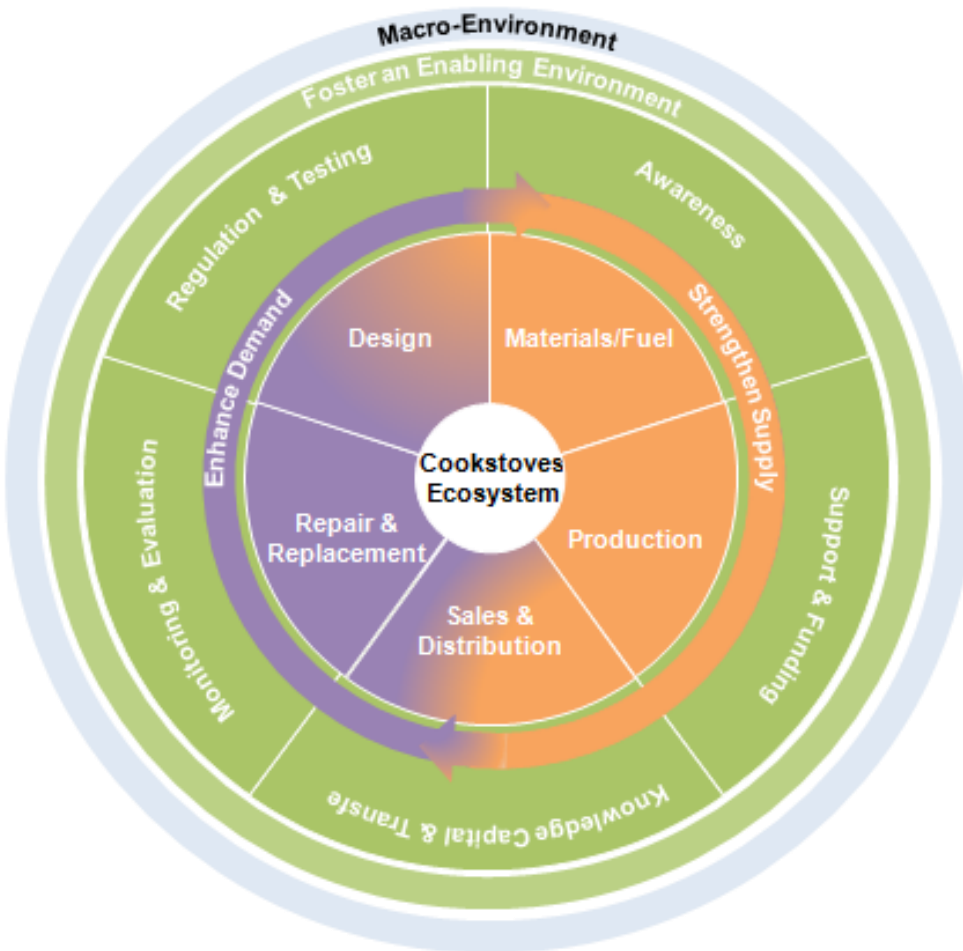 Macro-Environment
Foster an Enabling Environment
Regulation & Testing
Awareness
Enhance Demand
Strengthen Supply
Design
Materials/Fuel
Cookstoves
Ecosystem
Repair &
Replacement
Production
Sales &
Distribution
Monitoring & Evaluation
Support & Funding
Knowledge Capital & Transfe